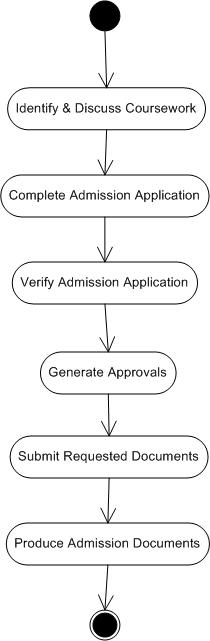 Identify & Discuss Coursework
Complete Admission Application
Verify Admission Application
Generate Approvals
Submit Requested Documents
Produce Admission Documents